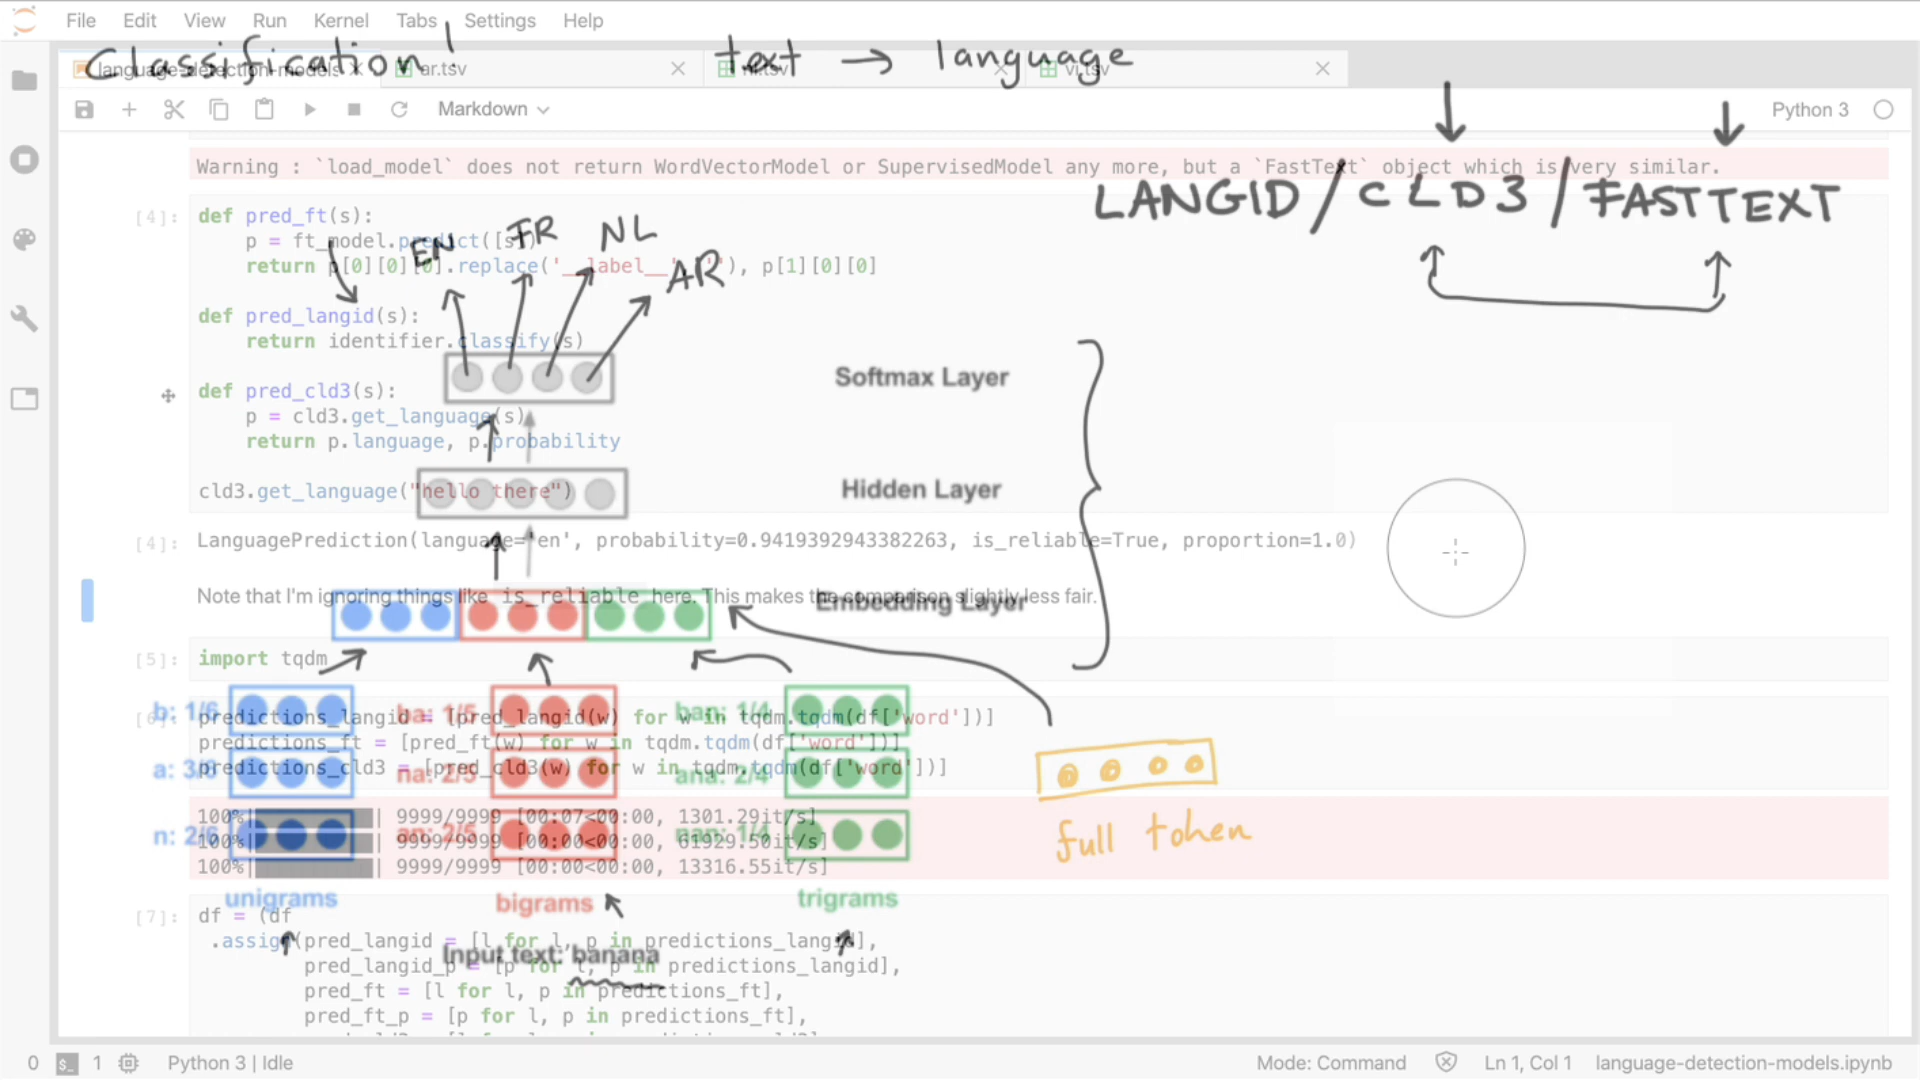 File Edit View Run Kernel Tabs Settings Help
Classification! text → language
language-detection-models ar.tsv nl.tsv vi.tsv
Markdown Python 3
Warning : `load_model` does not return WordVectorModel or SupervisedModel any more, but a `FastText` object which is very similar.
LANGID / CLD3 / FASTTEXT
[4]: def pred_ft(s):
p = ft_model.predict([s])
return p[0][0][0].replace('__label__', ''), p[1][0][0]
EN FR NL AR
def pred_langid(s):
return identifier.classify(s)
Softmax Layer
def pred_cld3(s):
p = cld3.get_language(s)
return p.language, p.probability
cld3.get_language("hello there")
Hidden Layer
[4]: LanguagePrediction(language='en', probability=0.9419392943382263, is_reliable=True, proportion=1.0)
Note that I'm ignoring things like is_reliable here. This makes the comparison slightly less fair.
Embedding Layer
[5]: import tqdm
b: 1/6 ba: 1/5 ban: 1/4
[6]: predictions_langid = [pred_langid(w) for w in tqdm.tqdm(df['word'])]
predictions_ft = [pred_ft(w) for w in tqdm.tqdm(df['word'])]
predictions_cld3 = [pred_cld3(w) for w in tqdm.tqdm(df['word'])]
a: 3/6 na: 2/5 ana: 2/4
100%| | 9999/9999 [00:07<00:00, 1301.29it/s]
100%| | 9999/9999 [00:00<00:00, 61929.50it/s]
100%| | 9999/9999 [00:00<00:00, 13316.55it/s]
n: 2/6 an: 2/5 nan: 1/4
full token
unigrams bigrams trigrams
[7]: df = (df
.assign(pred_langid = [l for l, p in predictions_langid],
Input text: banana
pred_langid_p = [p for l, p in predictions_langid],
pred_ft = [l for l, p in predictions_ft],
pred_ft_p = [p for l, p in predictions_ft],
0 1 Python 3 | Idle Mode: Command Ln 1, Col 1 language-detection-models.ipynb